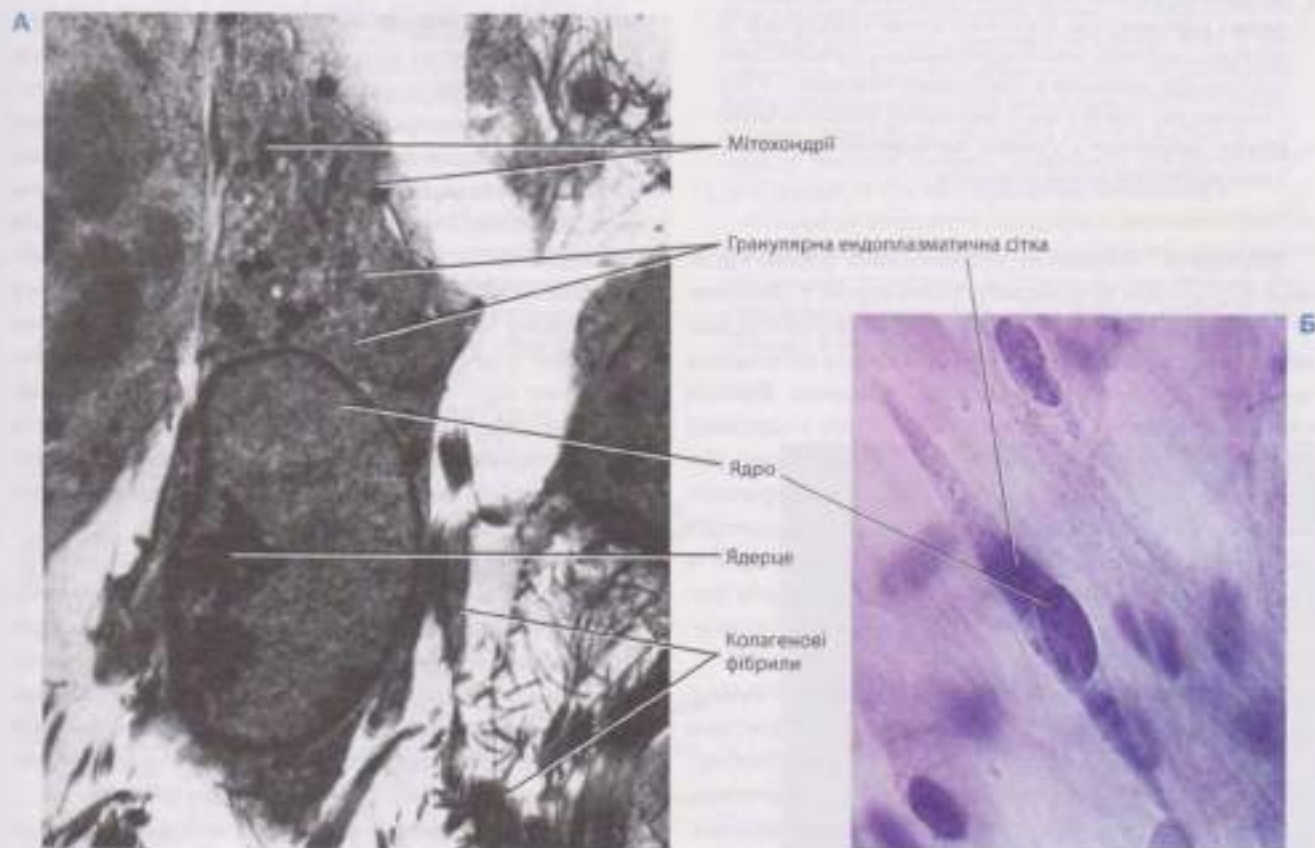 А
Мітохондрії
Гранулярна ендоплазматична сітка
Б
Ядро
Ядерце
Колагенові
фібрили